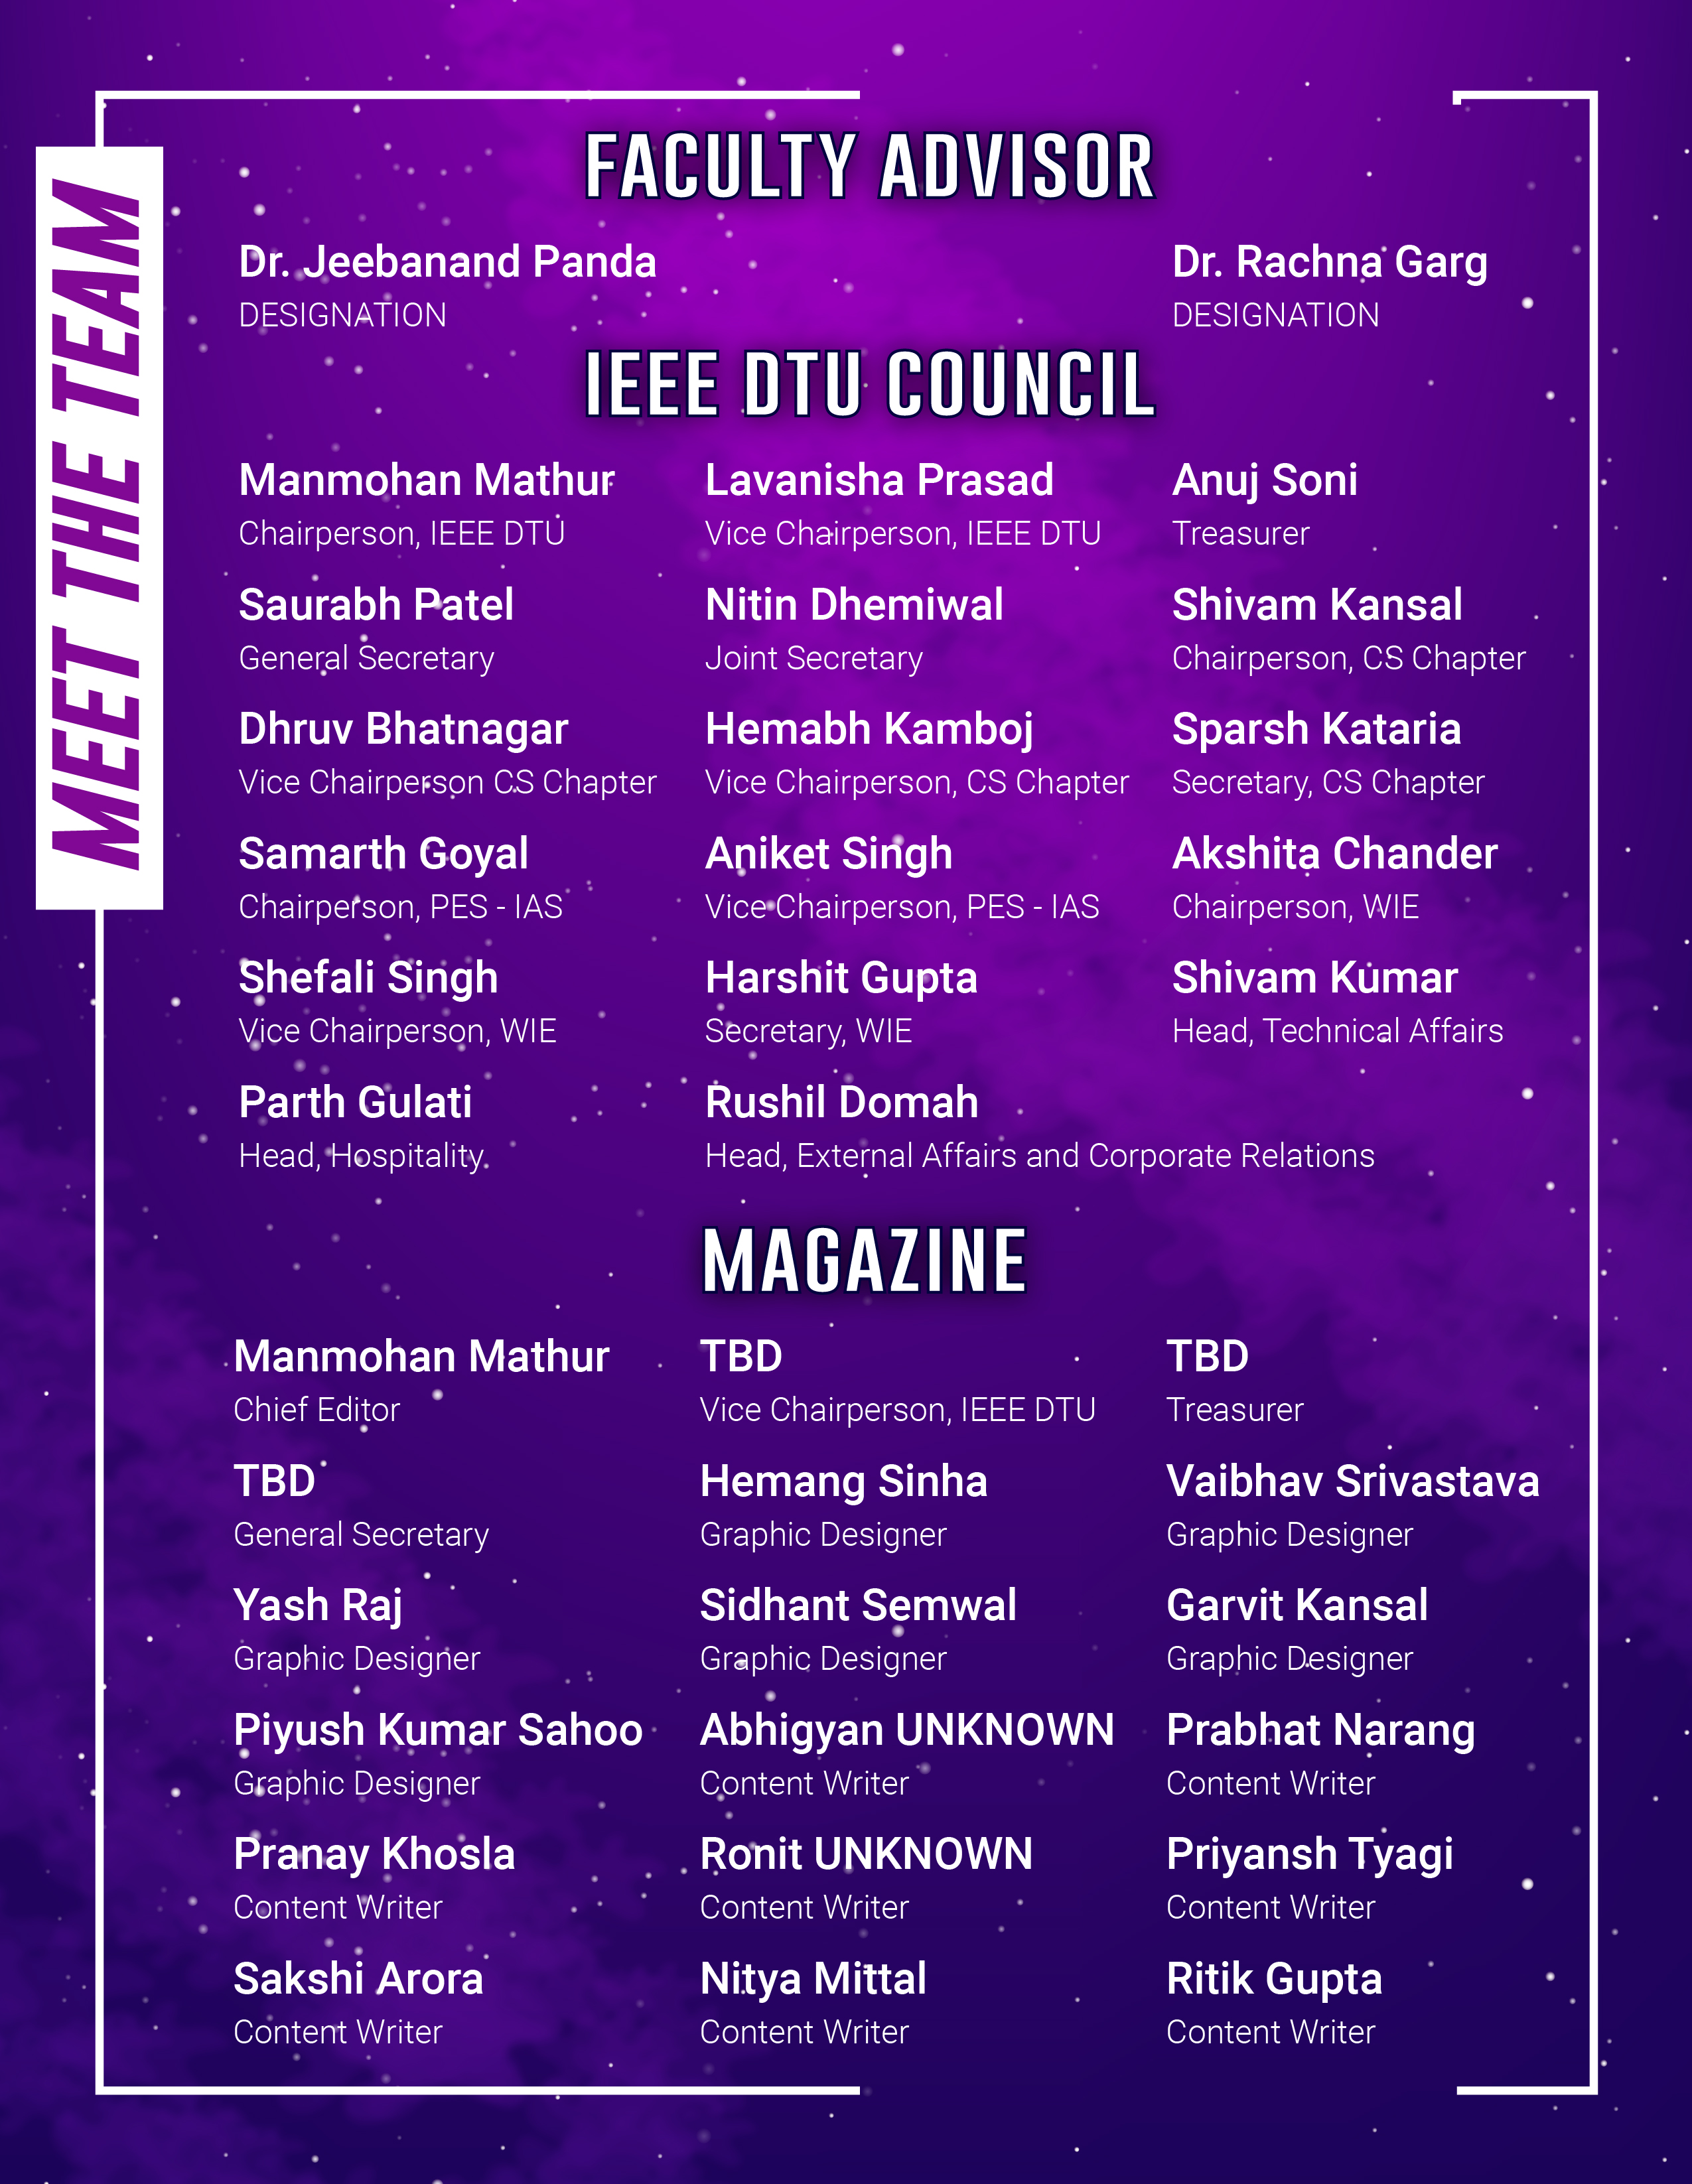 MEET THE TEAM
FACULTY ADVISOR
Dr. Jeebanand Panda
DESIGNATION
Dr. Rachna Garg
DESIGNATION
IEEE DTU COUNCIL
Manmohan Mathur
Chairperson, IEEE DTU
Lavanisha Prasad
Vice Chairperson, IEEE DTU
Anuj Soni
Treasurer
Saurabh Patel
General Secretary
Nitin Dhemiwal
Joint Secretary
Shivam Kansal
Chairperson, CS Chapter
Dhruv Bhatnagar
Vice Chairperson CS Chapter
Hemabh Kamboj
Vice Chairperson, CS Chapter
Sparsh Kataria
Secretary, CS Chapter
Samarth Goyal
Chairperson, PES - IAS
Aniket Singh
Vice Chairperson, PES - IAS
Akshita Chander
Chairperson, WIE
Shefali Singh
Vice Chairperson, WIE
Harshit Gupta
Secretary, WIE
Shivam Kumar
Head, Technical Affairs
Parth Gulati
Head, Hospitality
Rushil Domah
Head, External Affairs and Corporate Relations
MAGAZINE
Manmohan Mathur
Chief Editor
TBD
Vice Chairperson, IEEE DTU
TBD
Treasurer
TBD
General Secretary
Hemang Sinha
Graphic Designer
Vaibhav Srivastava
Graphic Designer
Yash Raj
Graphic Designer
Sidhant Semwal
Graphic Designer
Garvit Kansal
Graphic Designer
Piyush Kumar Sahoo
Graphic Designer
Abhigyan UNKNOWN
Content Writer
Prabhat Narang
Content Writer
Pranay Khosla
Content Writer
Ronit UNKNOWN
Content Writer
Priyansh Tyagi
Content Writer
Sakshi Arora
Content Writer
Nitya Mittal
Content Writer
Ritik Gupta
Content Writer